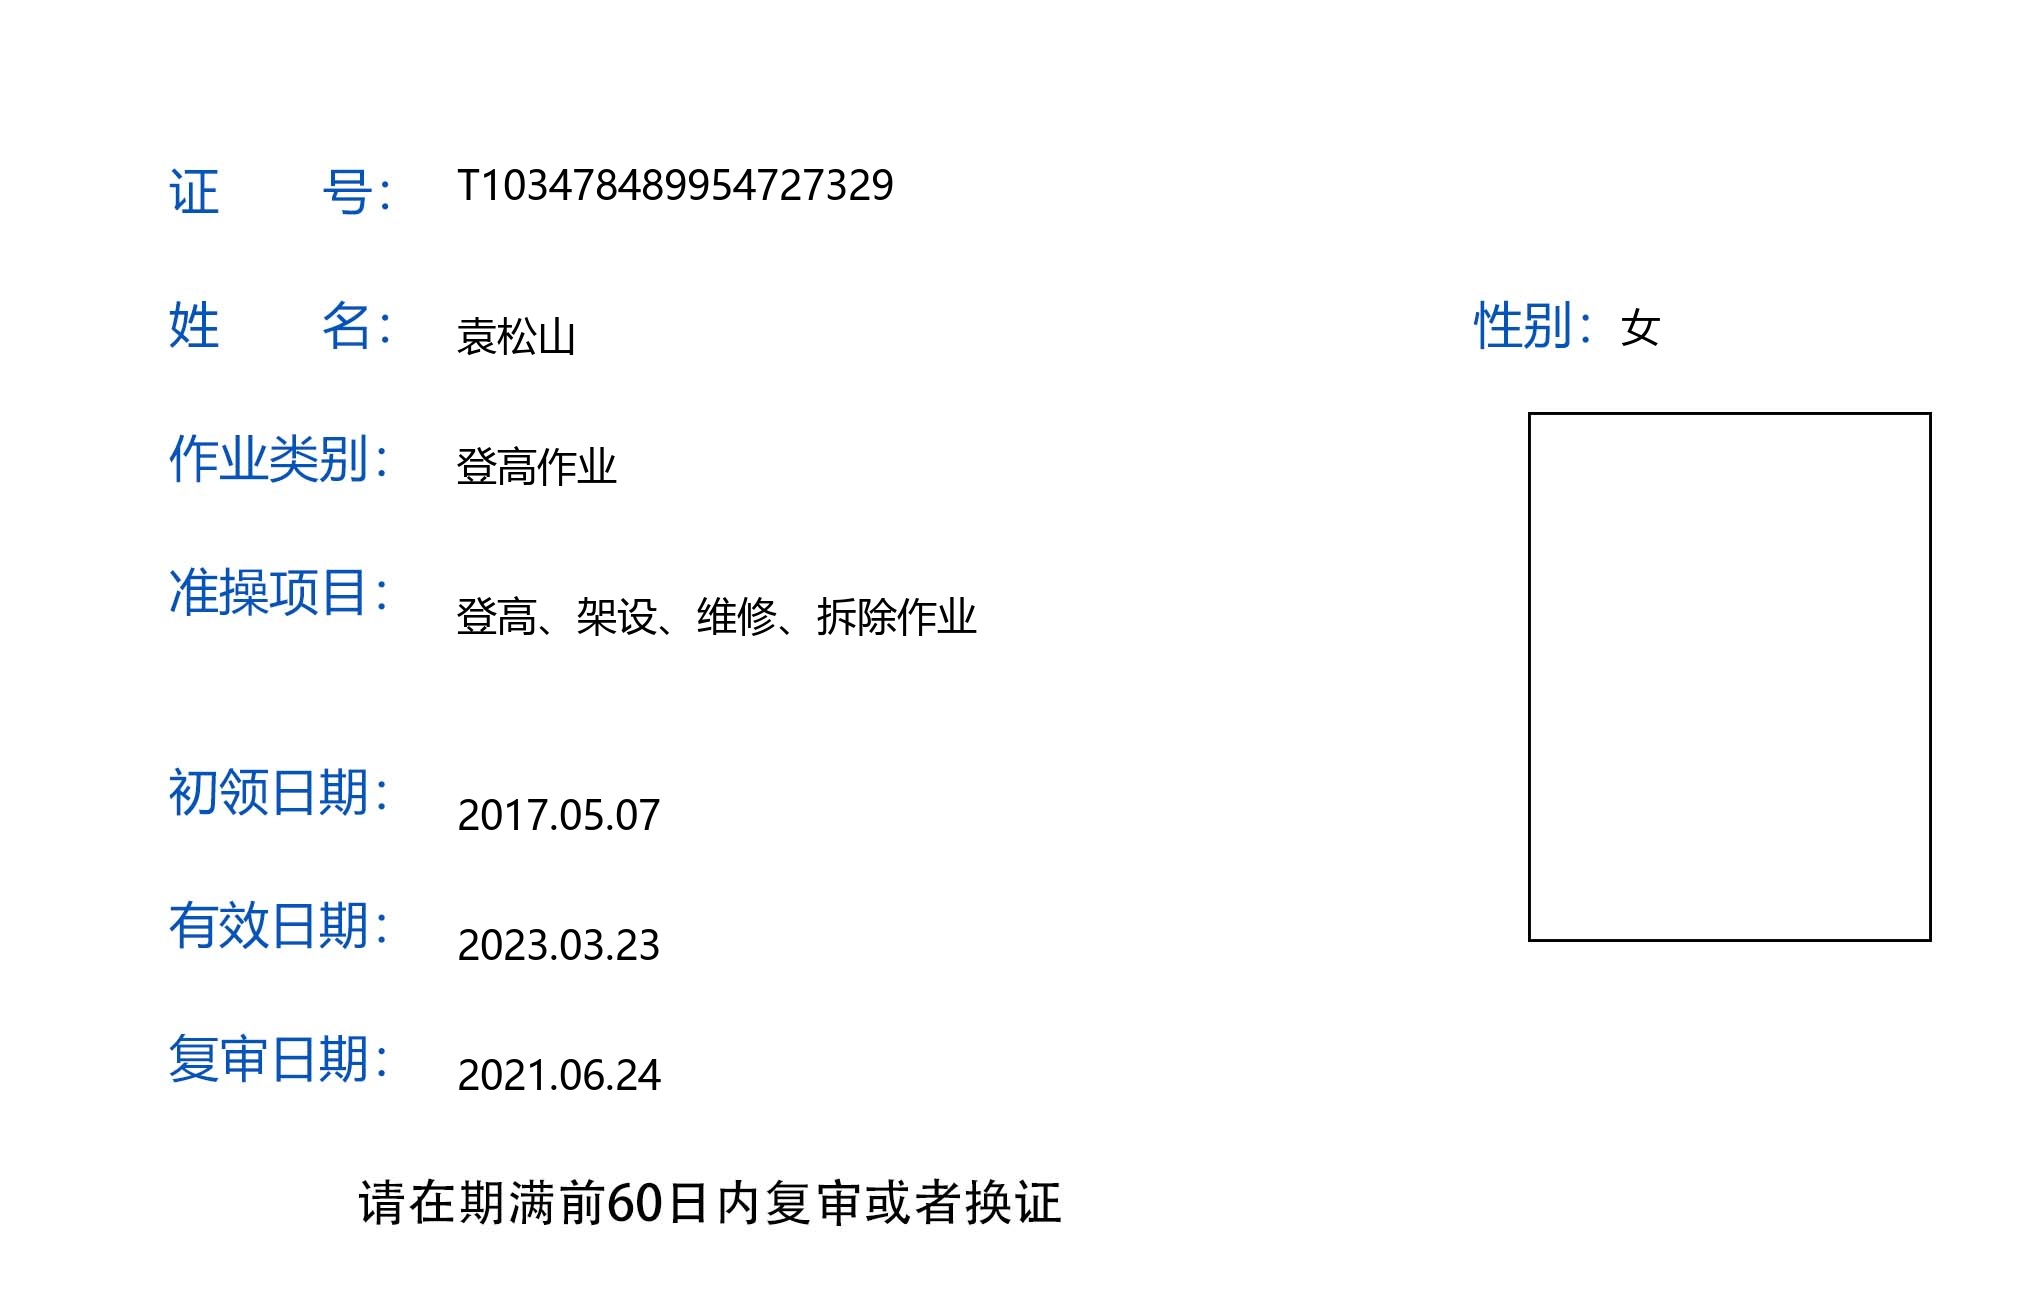 证 号： T103478489954727329
姓 名： 袁松山 性别： 女
作业类别： 登高作业
准操项目： 登高、架设、维修、拆除作业
初领日期： 2017.05.07
有效日期： 2023.03.23
复审日期： 2021.06.24
请在期满前60日内复审或者换证